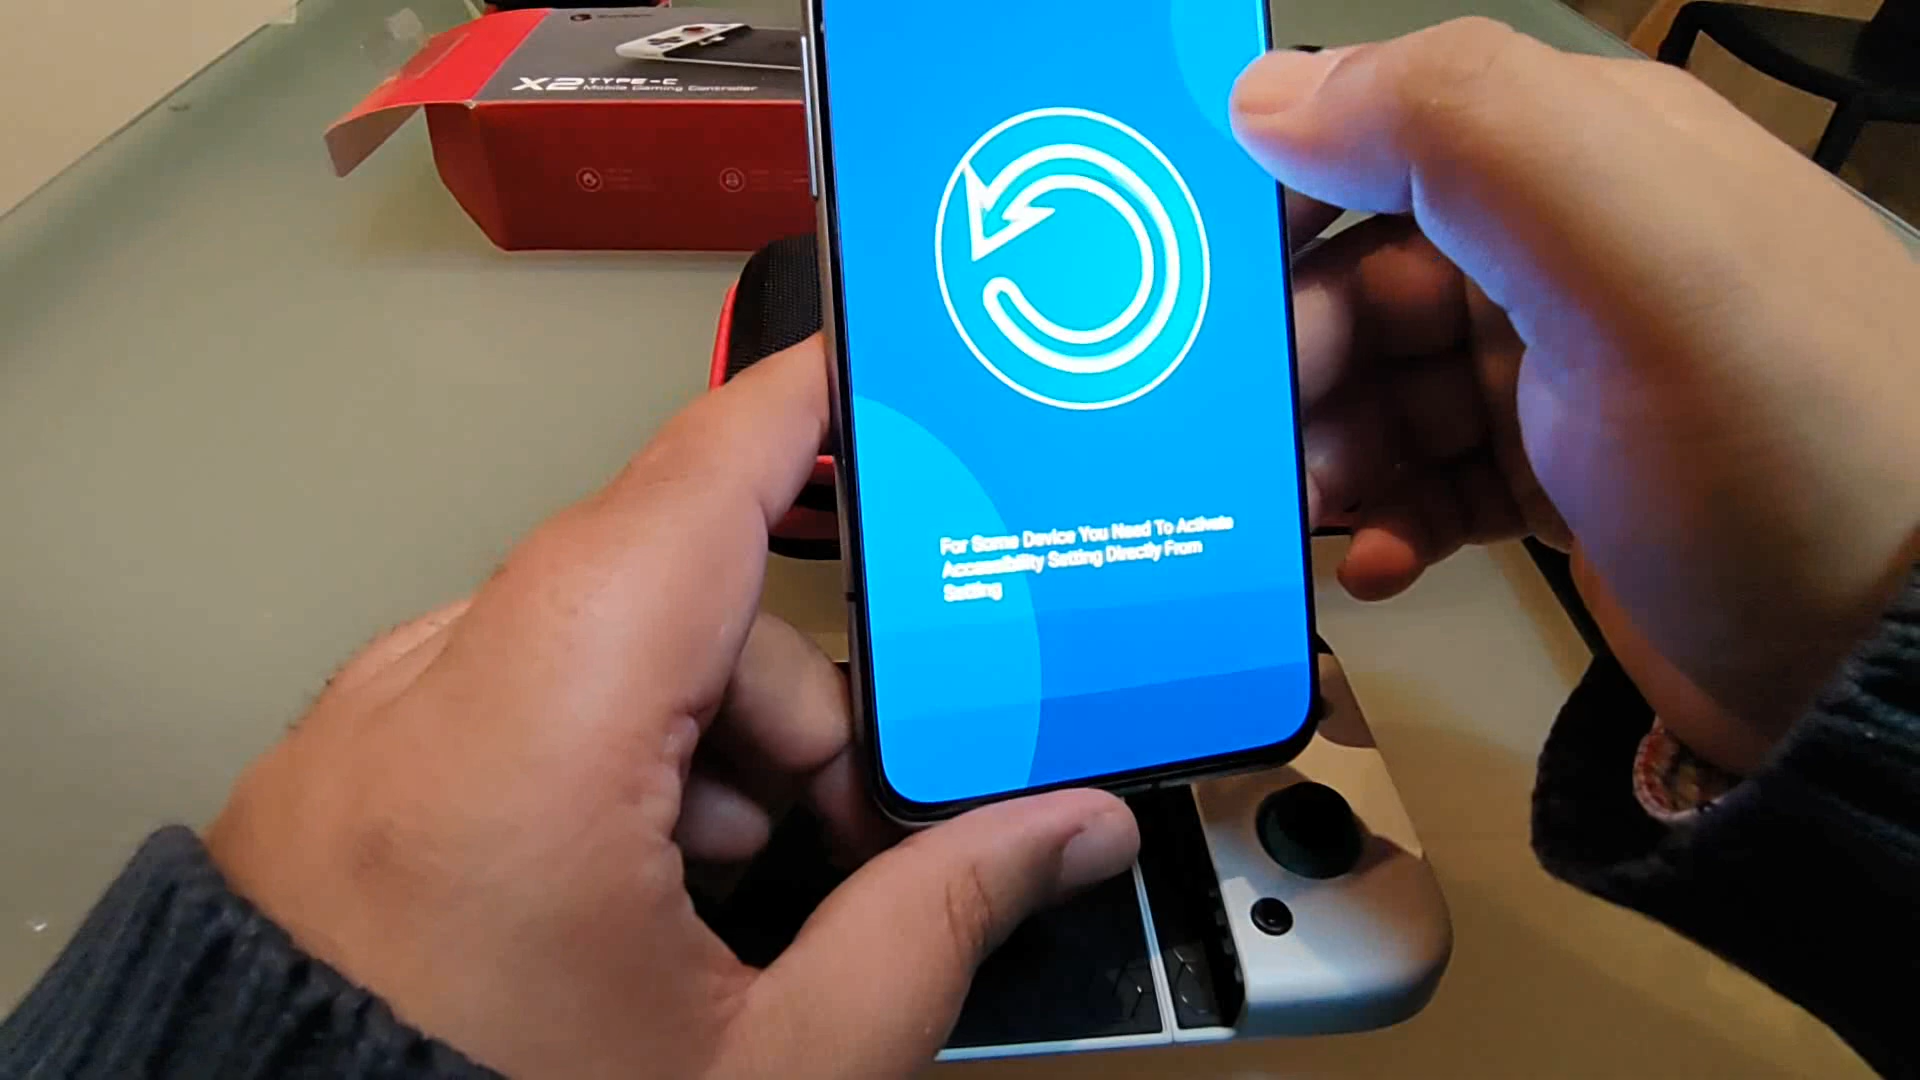 X2 TYPE-C
Mobile Gaming Controller
For Some Device You Need To Activate
Accessibility Setting Directly From
Setting